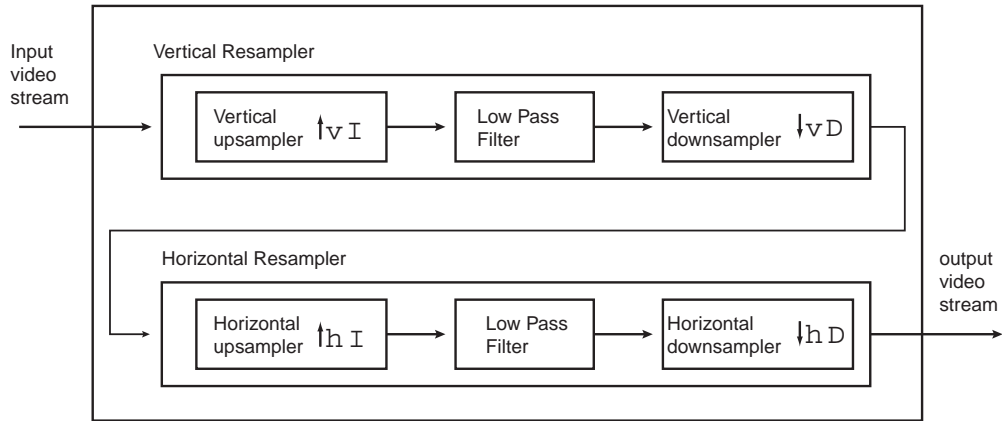 Input
video
stream
Vertical Resampler
Vertical
upsampler
↑v I
Low Pass
Filter
Vertical
downsampler
↓v D
Horizontal Resampler
Horizontal
upsampler
↑h I
Low Pass
Filter
Horizontal
downsampler
↓h D
output
video
stream